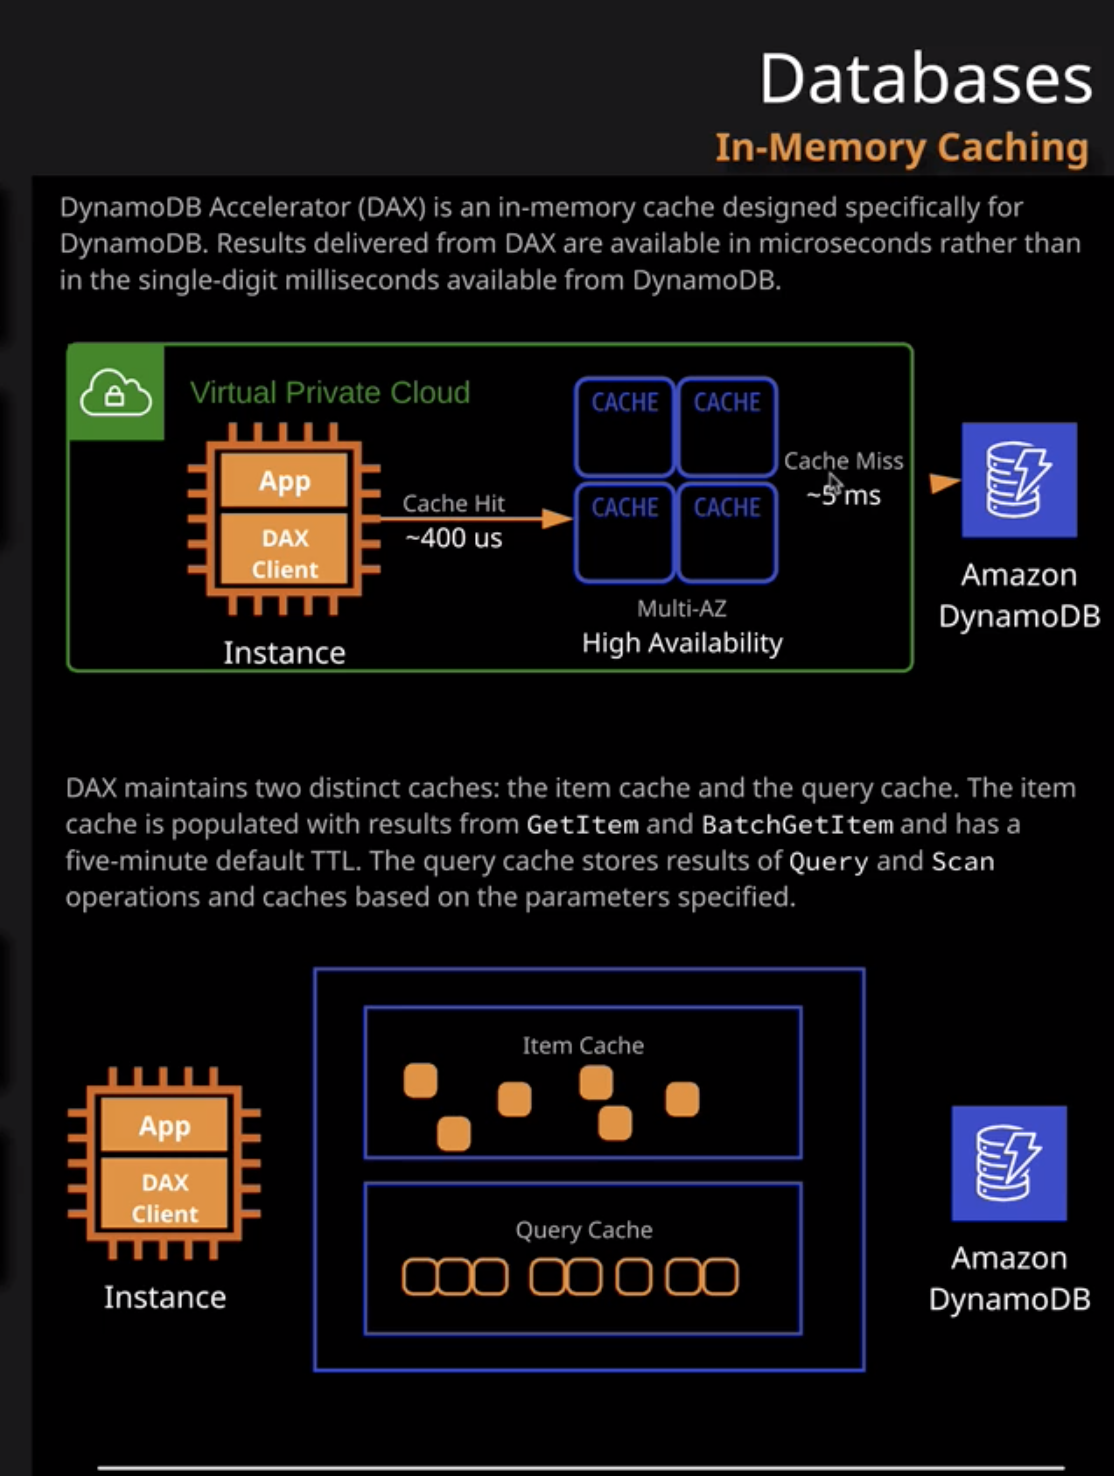 Databases
In-Memory Caching
DynamoDB Accelerator (DAX) is an in-memory cache designed specifically for
DynamoDB. Results delivered from DAX are available in microseconds rather than
in the single-digit milliseconds available from DynamoDB.
Virtual Private Cloud
App
DAX
Client
Instance
Cache Hit
~400 us
CACHE
CACHE
CACHE
CACHE
Multi-AZ
High Availability
Cache Miss
~5 ms
Amazon
DynamoDB
DAX maintains two distinct caches: the item cache and the query cache. The item
cache is populated with results from GetItem and BatchGetItem and has a
five-minute default TTL. The query cache stores results of Query and Scan
operations and caches based on the parameters specified.
App
DAX
Client
Instance
Item Cache
Query Cache
Amazon
DynamoDB